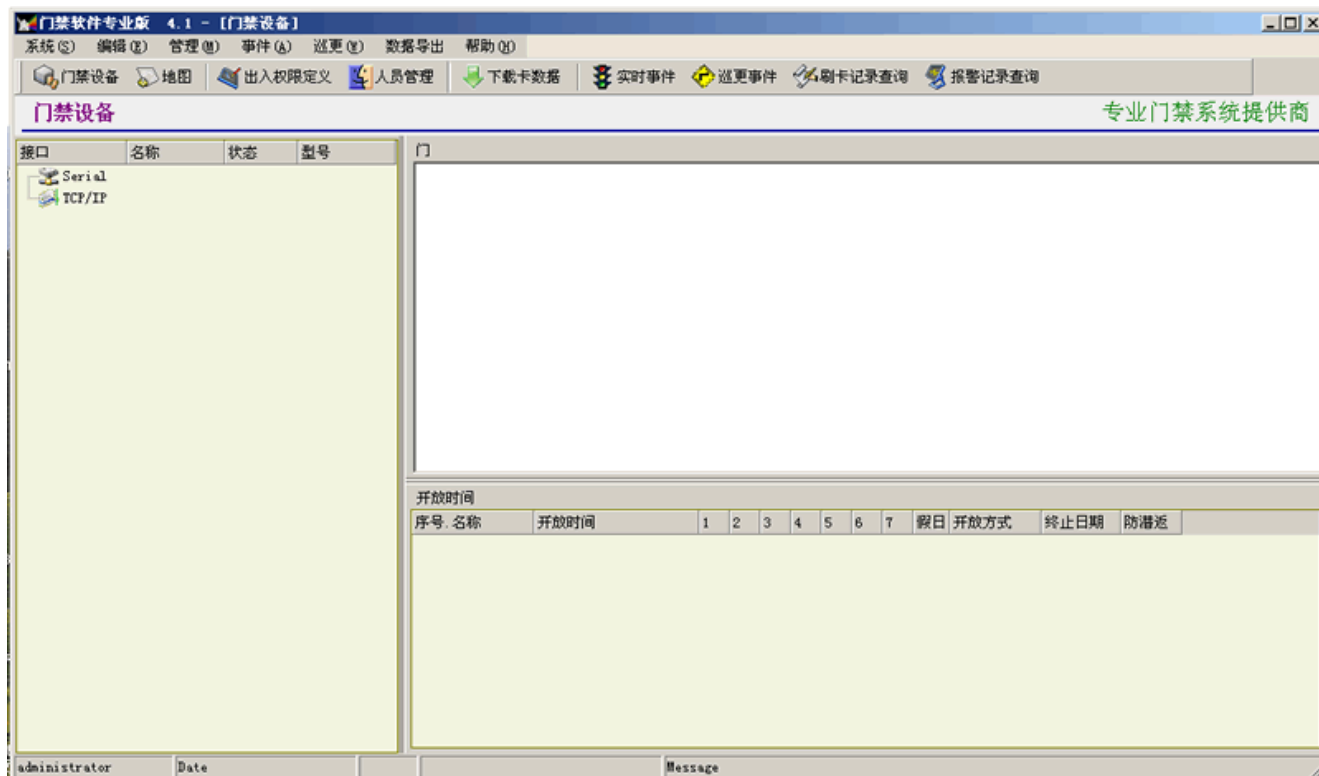 门禁软件专业版 4.1 - [门禁设备]
系统(S) 编辑(E) 管理(M) 事件(A) 巡更(Y) 数据导出 帮助(H)
门禁设备 地图 出入权限定义 人员管理 下载卡数据 实时事件 巡更事件 刷卡记录查询 报警记录查询
门禁设备 专业门禁系统提供商
接口 名称 状态 型号 门
Serial
TCP/IP
开放时间
序号 名称 开放时间 1 2 3 4 5 6 7 假日 开放方式 终止日期 防潜返
administrator Date Message